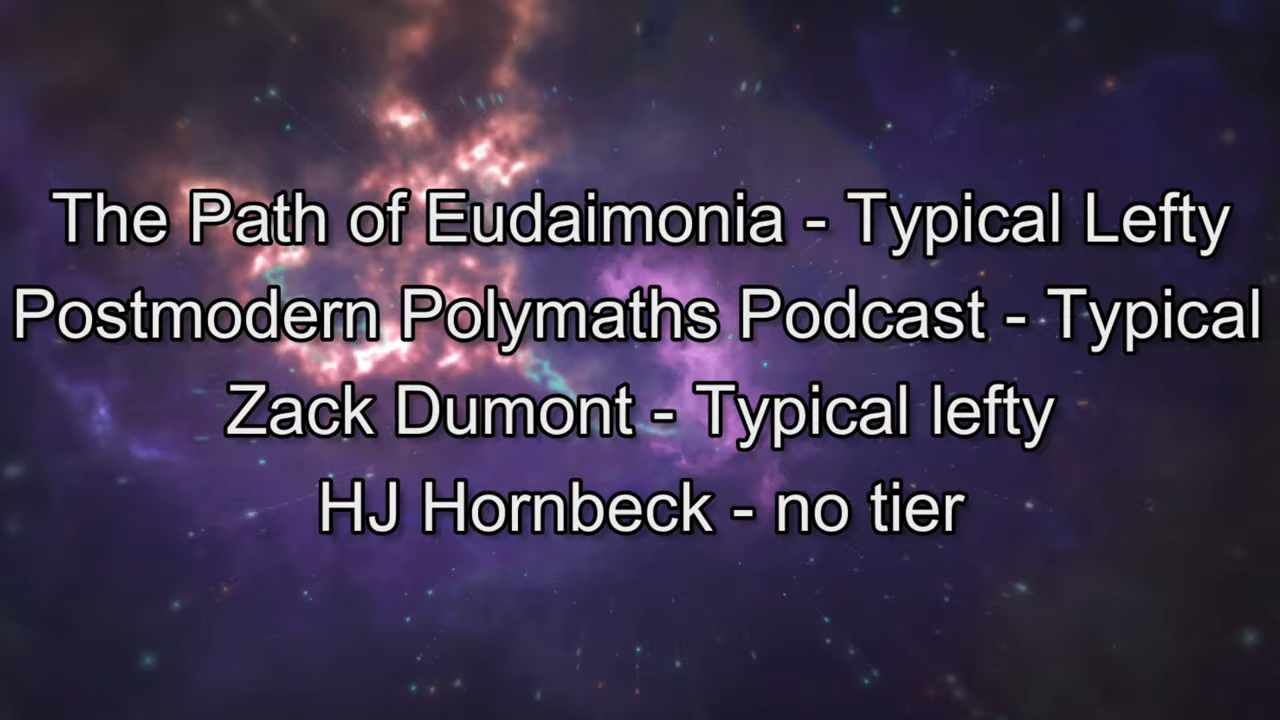 The Path of Eudaimonia - Typical Lefty
Postmodern Polymaths Podcast - Typical
Zack Dumont - Typical lefty
HJ Hornbeck - no tier